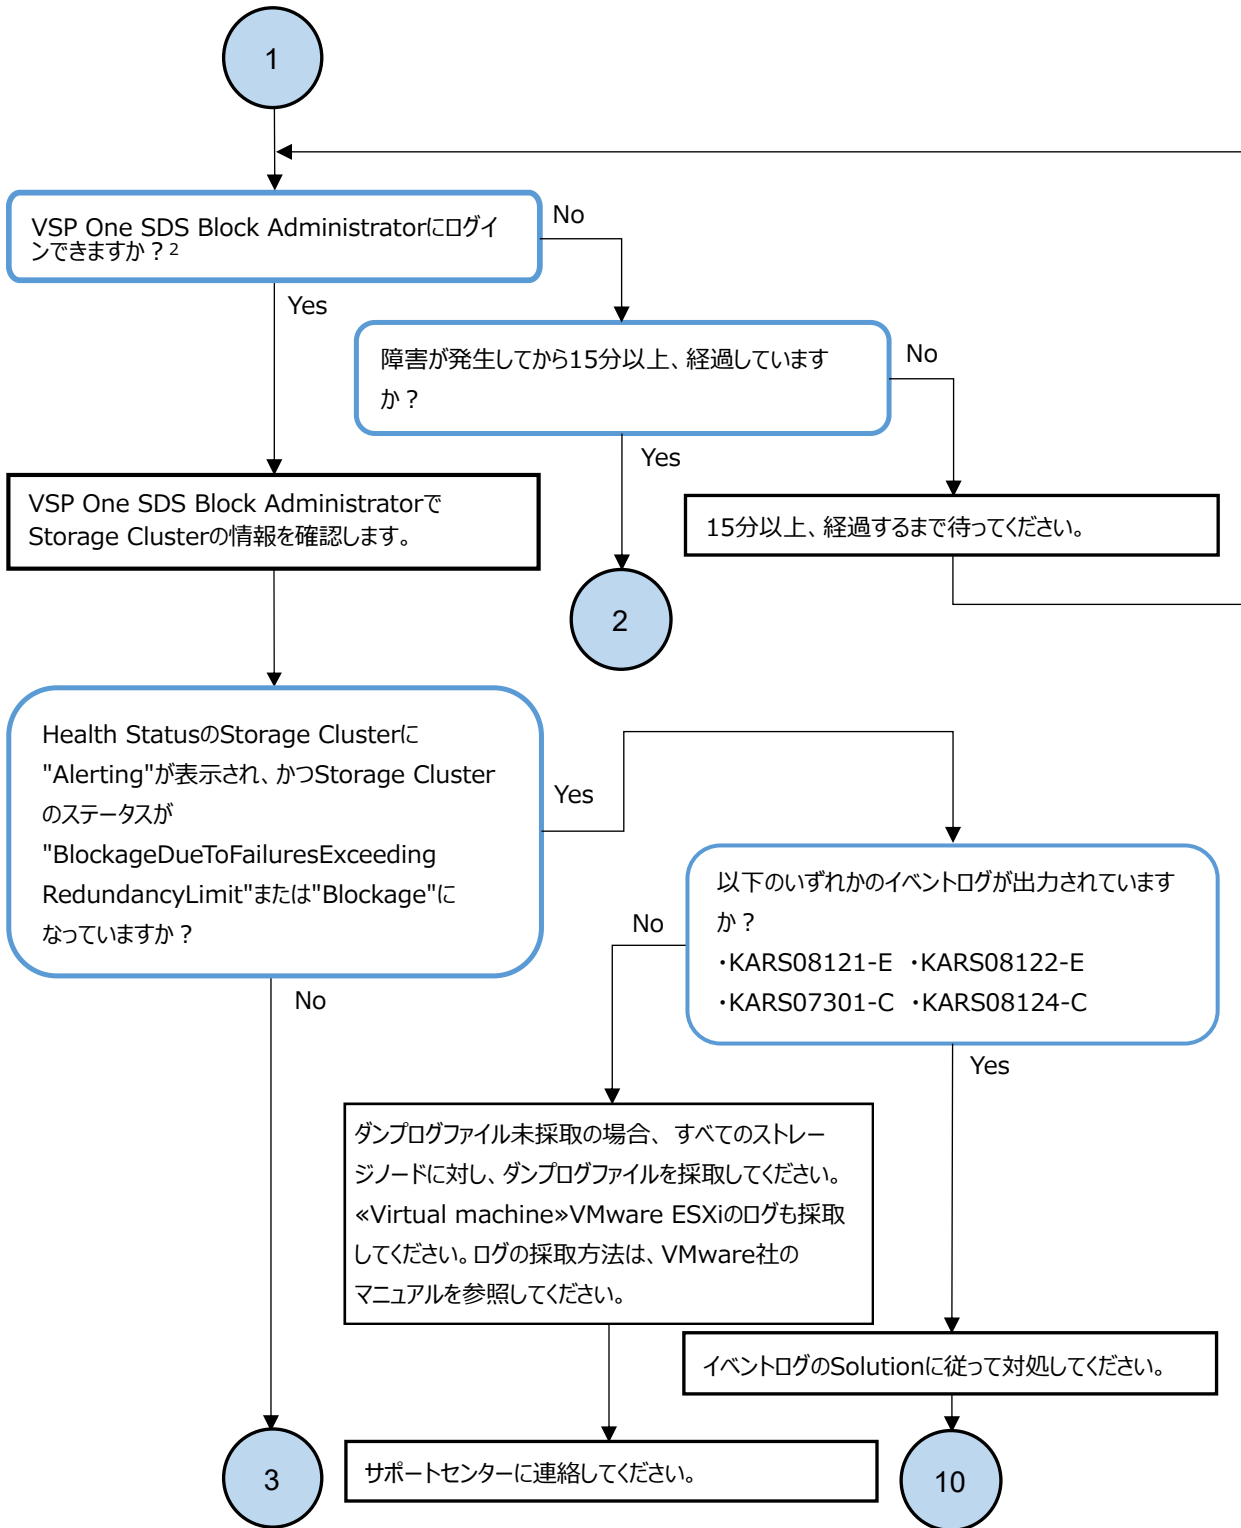 1
VSP One SDS Block Administratorにログイ
ンできますか？2
No
Yes
障害が発生してから15分以上、経過しています
か？
No
Yes
VSP One SDS Block Administratorで
Storage Clusterの情報を確認します。
15分以上、経過するまで待ってください。
2
Health StatusのStorage Clusterに
"Alerting"が表示され、かつStorage Cluster
のステータスが
"BlockageDueToFailuresExceeding
RedundancyLimit"または"Blockage"に
なっていますか？
Yes
No
以下のいずれかのイベントログが出力されています
か？
・KARS08121-E ・KARS08122-E
・KARS07301-C ・KARS08124-C
No
Yes
ダンプログファイル未採取の場合、すべてのストレー
ジノードに対し、ダンプログファイルを採取してください。
«Virtual machine»VMware ESXiのログも採取
してください。ログの採取方法は、VMware社の
マニュアルを参照してください。
イベントログのSolutionに従って対処してください。
3
サポートセンターに連絡してください。
10